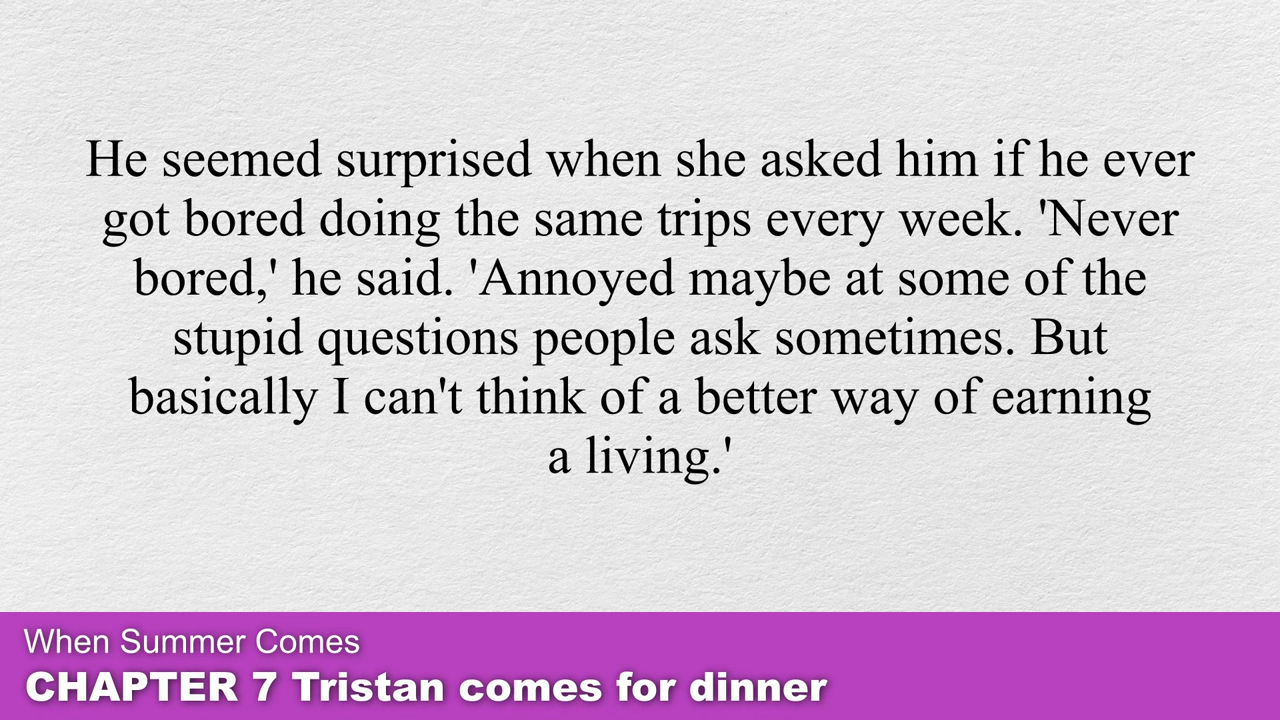 He seemed surprised when she asked him if he ever
got bored doing the same trips every week. 'Never
bored,' he said. 'Annoyed maybe at some of the
stupid questions people ask sometimes. But
basically I can't think of a better way of earning
a living.'
When Summer Comes
CHAPTER 7 Tristan comes for dinner